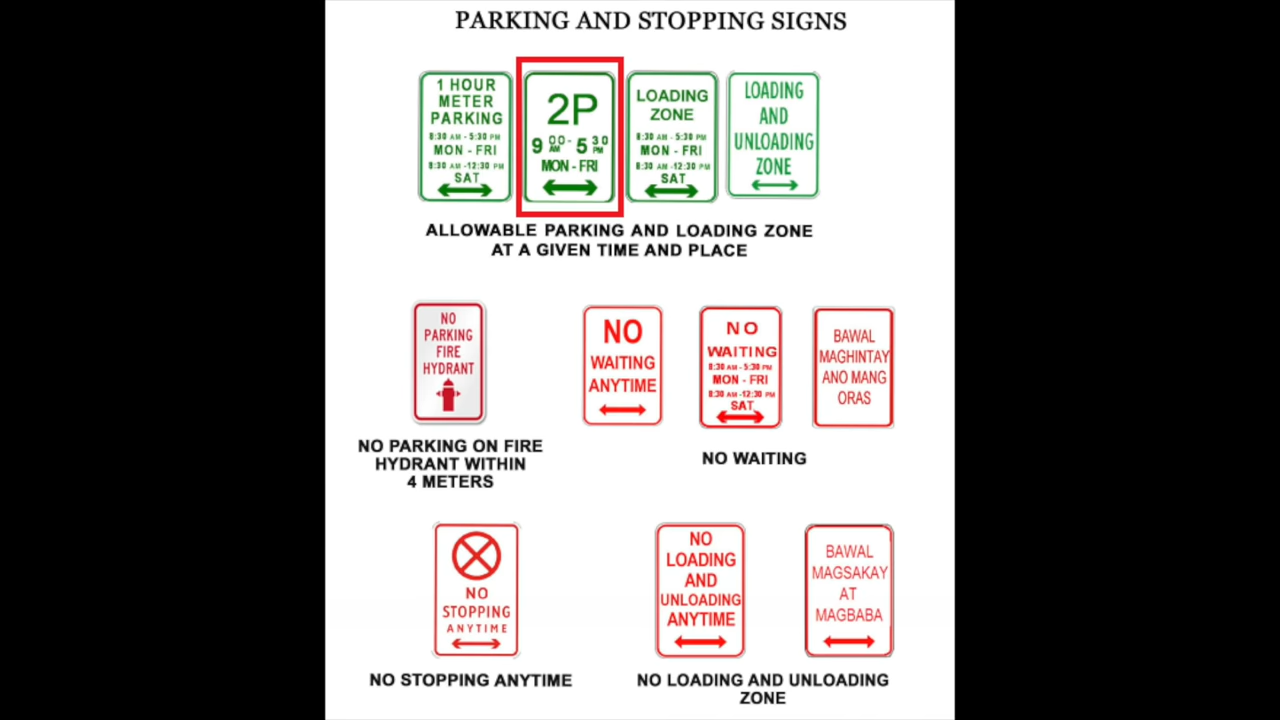 PARKING AND STOPPING SIGNS
1 HOUR
METER
PARKING
8:30 AM - 5:30 PM
MON - FRI
8:30 AM -12:30 PM
SAT
2P
9 00 AM - 5 30 PM
MON - FRI
LOADING
ZONE
8:30 AM - 5:30 PM
MON - FRI
8:30 AM -12:30 PM
SAT
LOADING
AND
UNLOADING
ZONE
ALLOWABLE PARKING AND LOADING ZONE
AT A GIVEN TIME AND PLACE
NO
PARKING
FIRE
HYDRANT
NO
WAITING
ANYTIME
NO
WAITING
8:30 AM - 5:30 PM
MON - FRI
8:30 AM -12:30 PM
SAT
BAWAL
MAGHINTAY
ANO MANG
ORAS
NO PARKING ON FIRE
HYDRANT WITHIN
4 METERS
NO WAITING
NO
STOPPING
ANYTIME
NO
LOADING
AND
UNLOADING
ANYTIME
BAWAL
MAGSAKAY
AT
MAGBABA
NO STOPPING ANYTIME
NO LOADING AND UNLOADING
ZONE